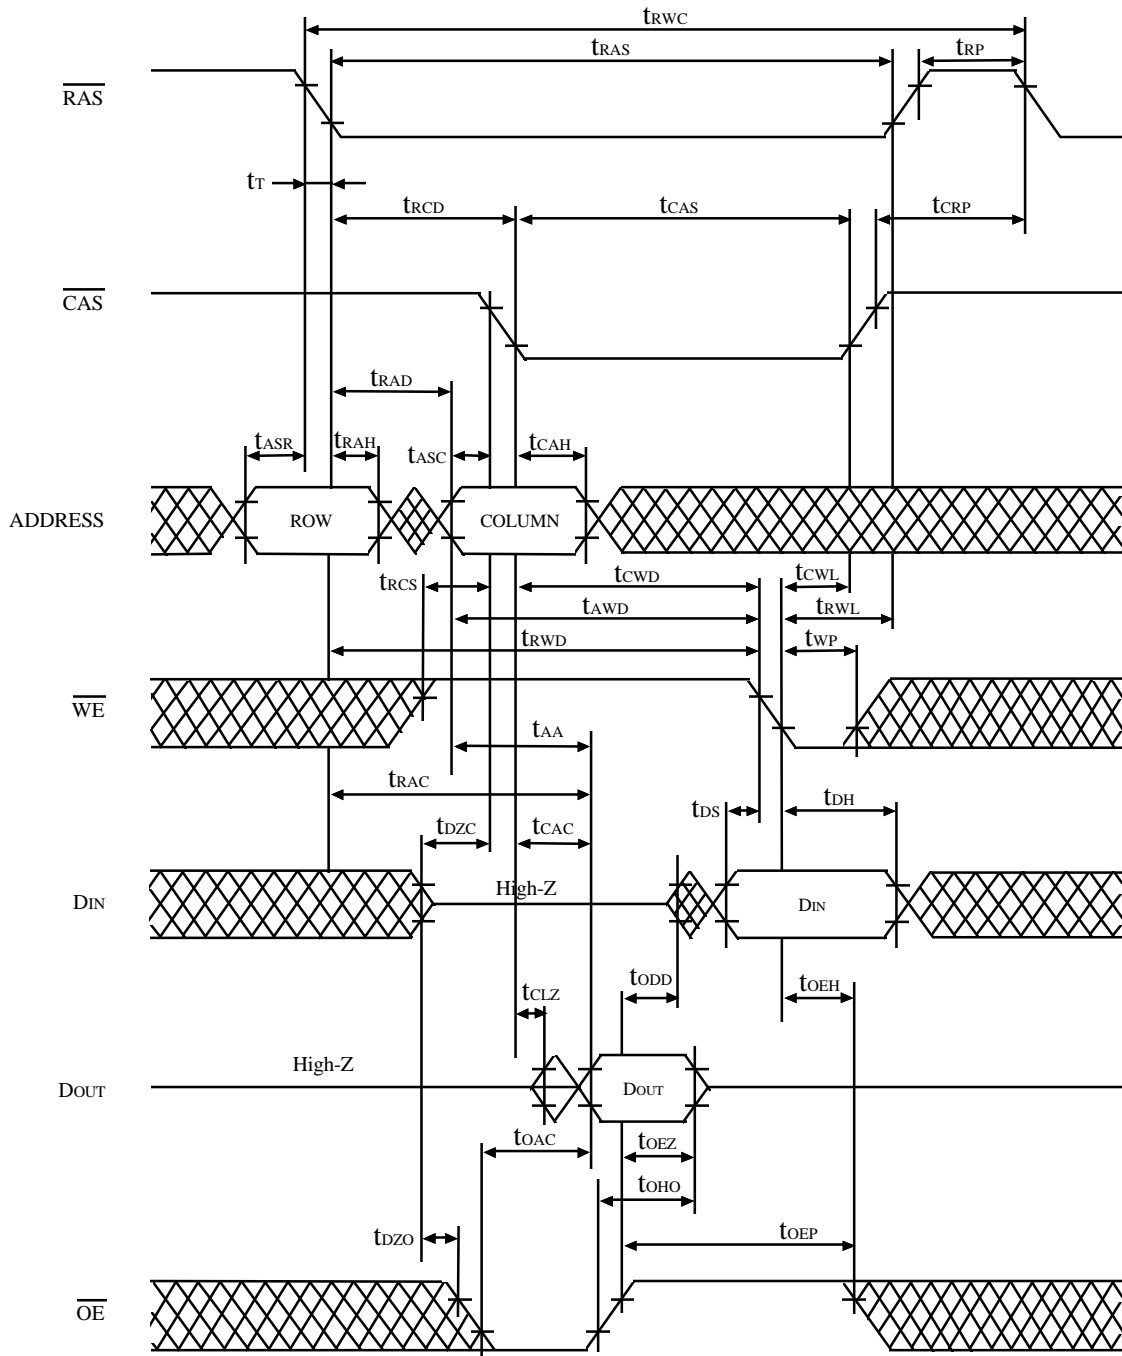 tRWC
tRAS
tRP
RAS
tT
tRCD
tCAS
tCRP
CAS
tRAD
tASR
tRAH
tASC
tCAH
ADDRESS
ROW
COLUMN
tRCS
tCWD
tCWL
tAWD
tRWL
tRWD
tWP
WE
tAA
tRAC
tDS
tDH
tDZC
tCAC
High-Z
DIN
DIN
tODD
tOEH
tCLZ
High-Z
DOUT
DOUT
tOAC
tOEZ
tOHO
tDZO
tOEP
OE